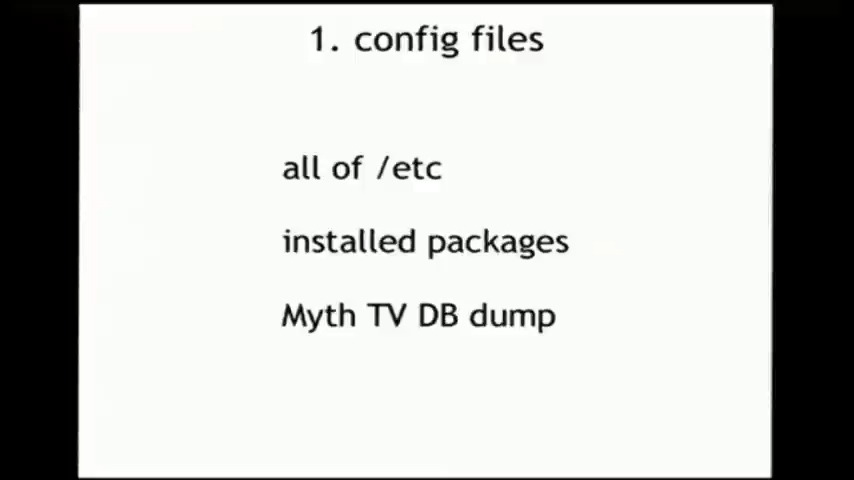 1. config files
all of /etc
installed packages
Myth TV DB dump